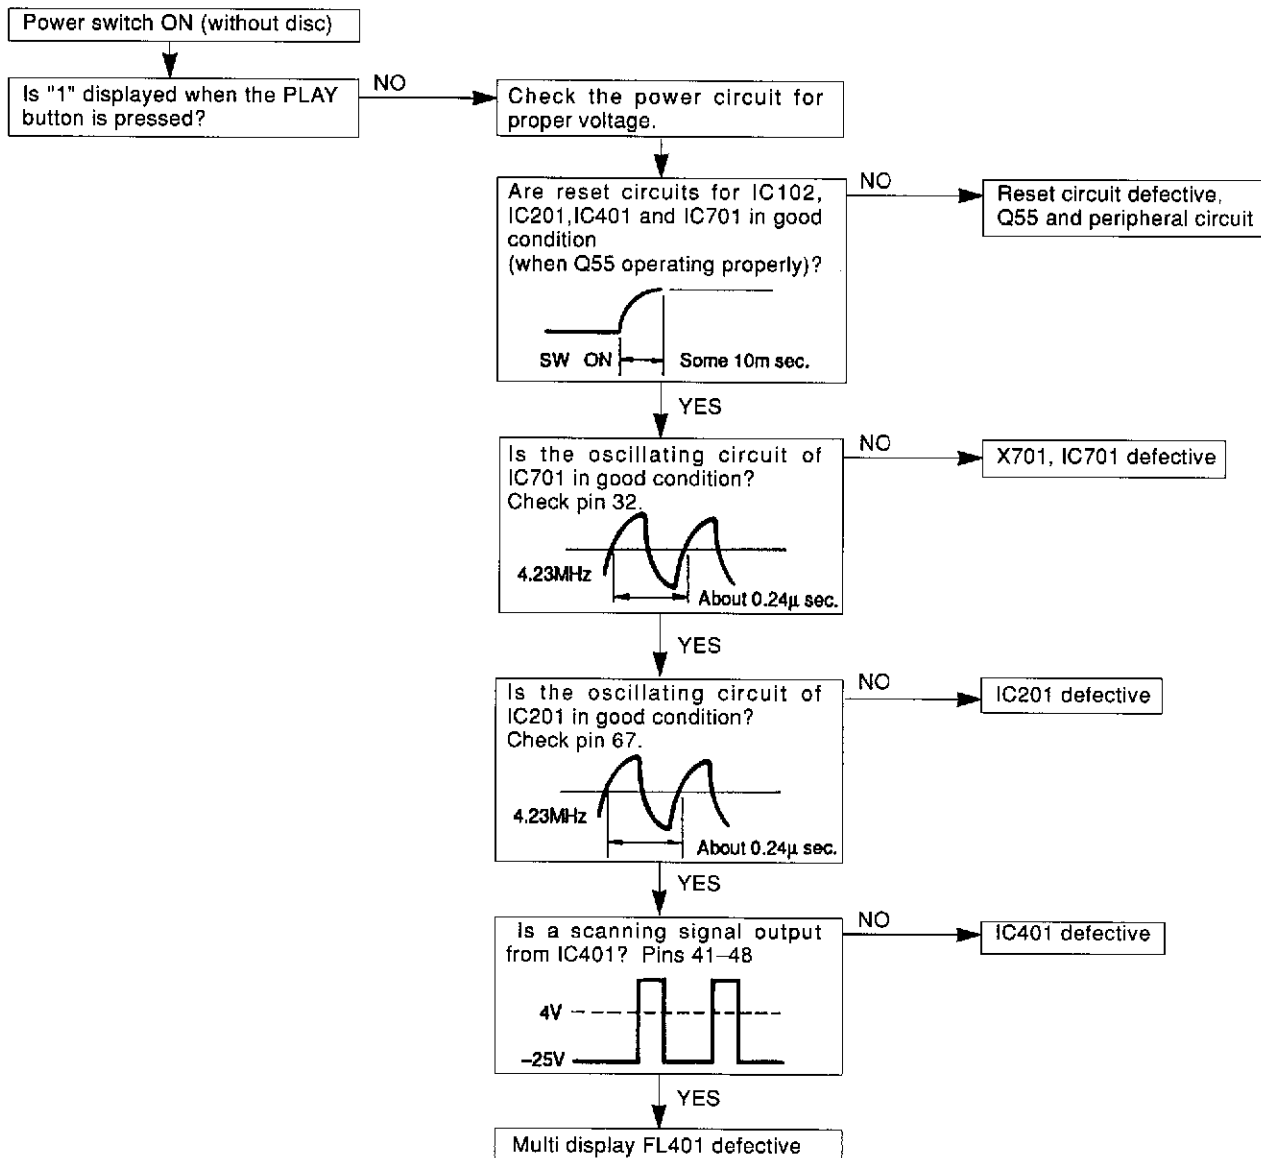 Power switch ON (without disc)
Is "1" displayed when the PLAY
button is pressed?
NO
Check the power circuit for
proper voltage.
Are reset circuits for IC102,
IC201,IC401 and IC701 in good
condition
(when Q55 operating properly)?
SW ON
Some 10m sec.
NO
Reset circuit defective,
Q55 and peripheral circuit
YES
Is the oscillating circuit of
IC701 in good condition?
Check pin 32.
4.23MHz
About 0.24μ sec.
NO
X701, IC701 defective
YES
Is the oscillating circuit of
IC201 in good condition?
Check pin 67.
4.23MHz
About 0.24μ sec.
NO
IC201 defective
YES
Is a scanning signal output
from IC401? Pins 41–48
4V
–25V
NO
IC401 defective
YES
Multi display FL401 defective